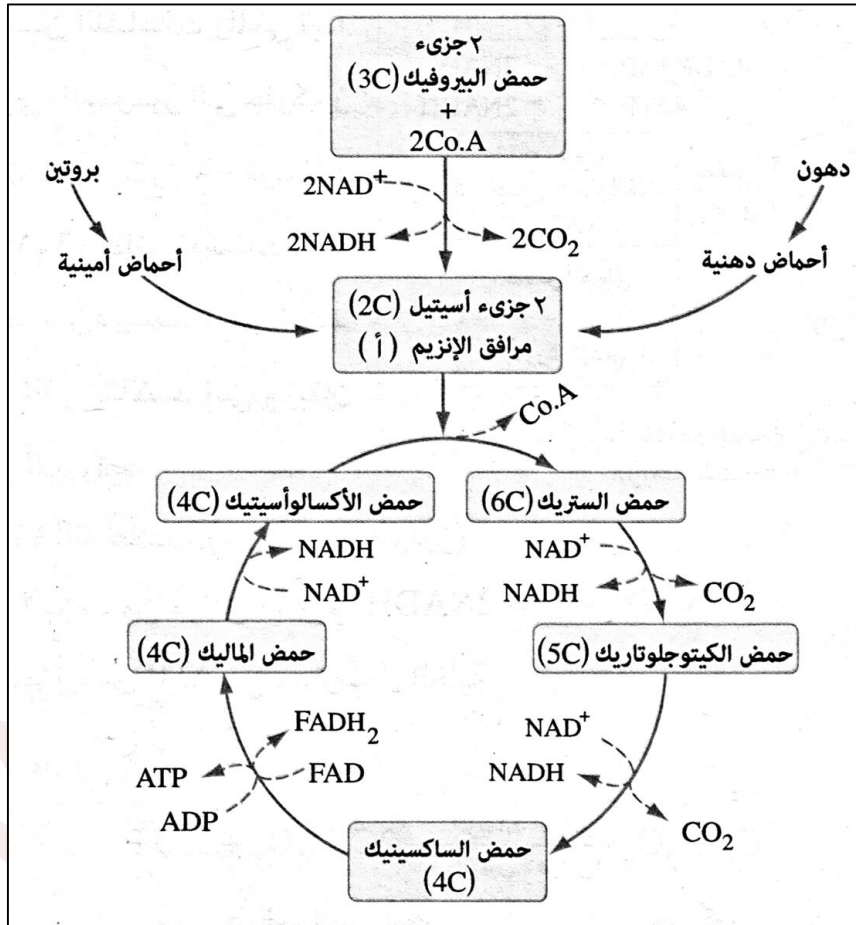 ٢ جزىء
حمض البيروفيك (3C)
+
2Co.A
بروتين
2NAD⁺
دهون
أحماض أمينية
2NADH
2CO₂
أحماض دهنية
٢ جزىء أسيتيل (2C)
مرافق الإنزيم (أ)
Co.A
حمض الأكسالوأسيتيك (4C)
حمض الستريك (6C)
NADH
NAD⁺
NAD⁺
NADH
CO₂
حمض الماليك (4C)
حمض الكيتوجلوتاريك (5C)
FADH₂
NAD⁺
ATP
FAD
NADH
ADP
CO₂
حمض الساكسينيك
(4C)